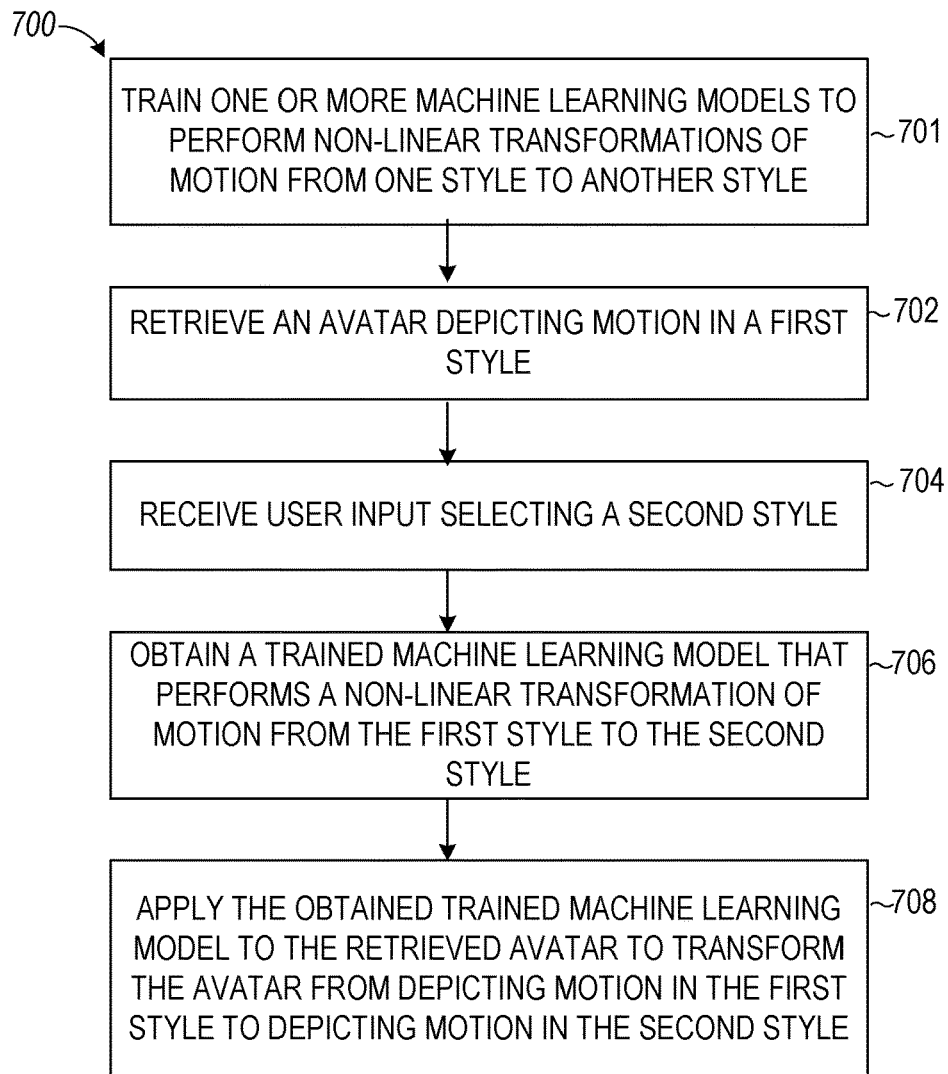 700
TRAIN ONE OR MORE MACHINE LEARNING MODELS TO
PERFORM NON-LINEAR TRANSFORMATIONS OF
MOTION FROM ONE STYLE TO ANOTHER STYLE
~701
RETRIEVE AN AVATAR DEPICTING MOTION IN A FIRST
STYLE
~702
RECEIVE USER INPUT SELECTING A SECOND STYLE
~704
OBTAIN A TRAINED MACHINE LEARNING MODEL THAT
PERFORMS A NON-LINEAR TRANSFORMATION OF
MOTION FROM THE FIRST STYLE TO THE SECOND
STYLE
~706
APPLY THE OBTAINED TRAINED MACHINE LEARNING
MODEL TO THE RETRIEVED AVATAR TO TRANSFORM
THE AVATAR FROM DEPICTING MOTION IN THE FIRST
STYLE TO DEPICTING MOTION IN THE SECOND STYLE
~708